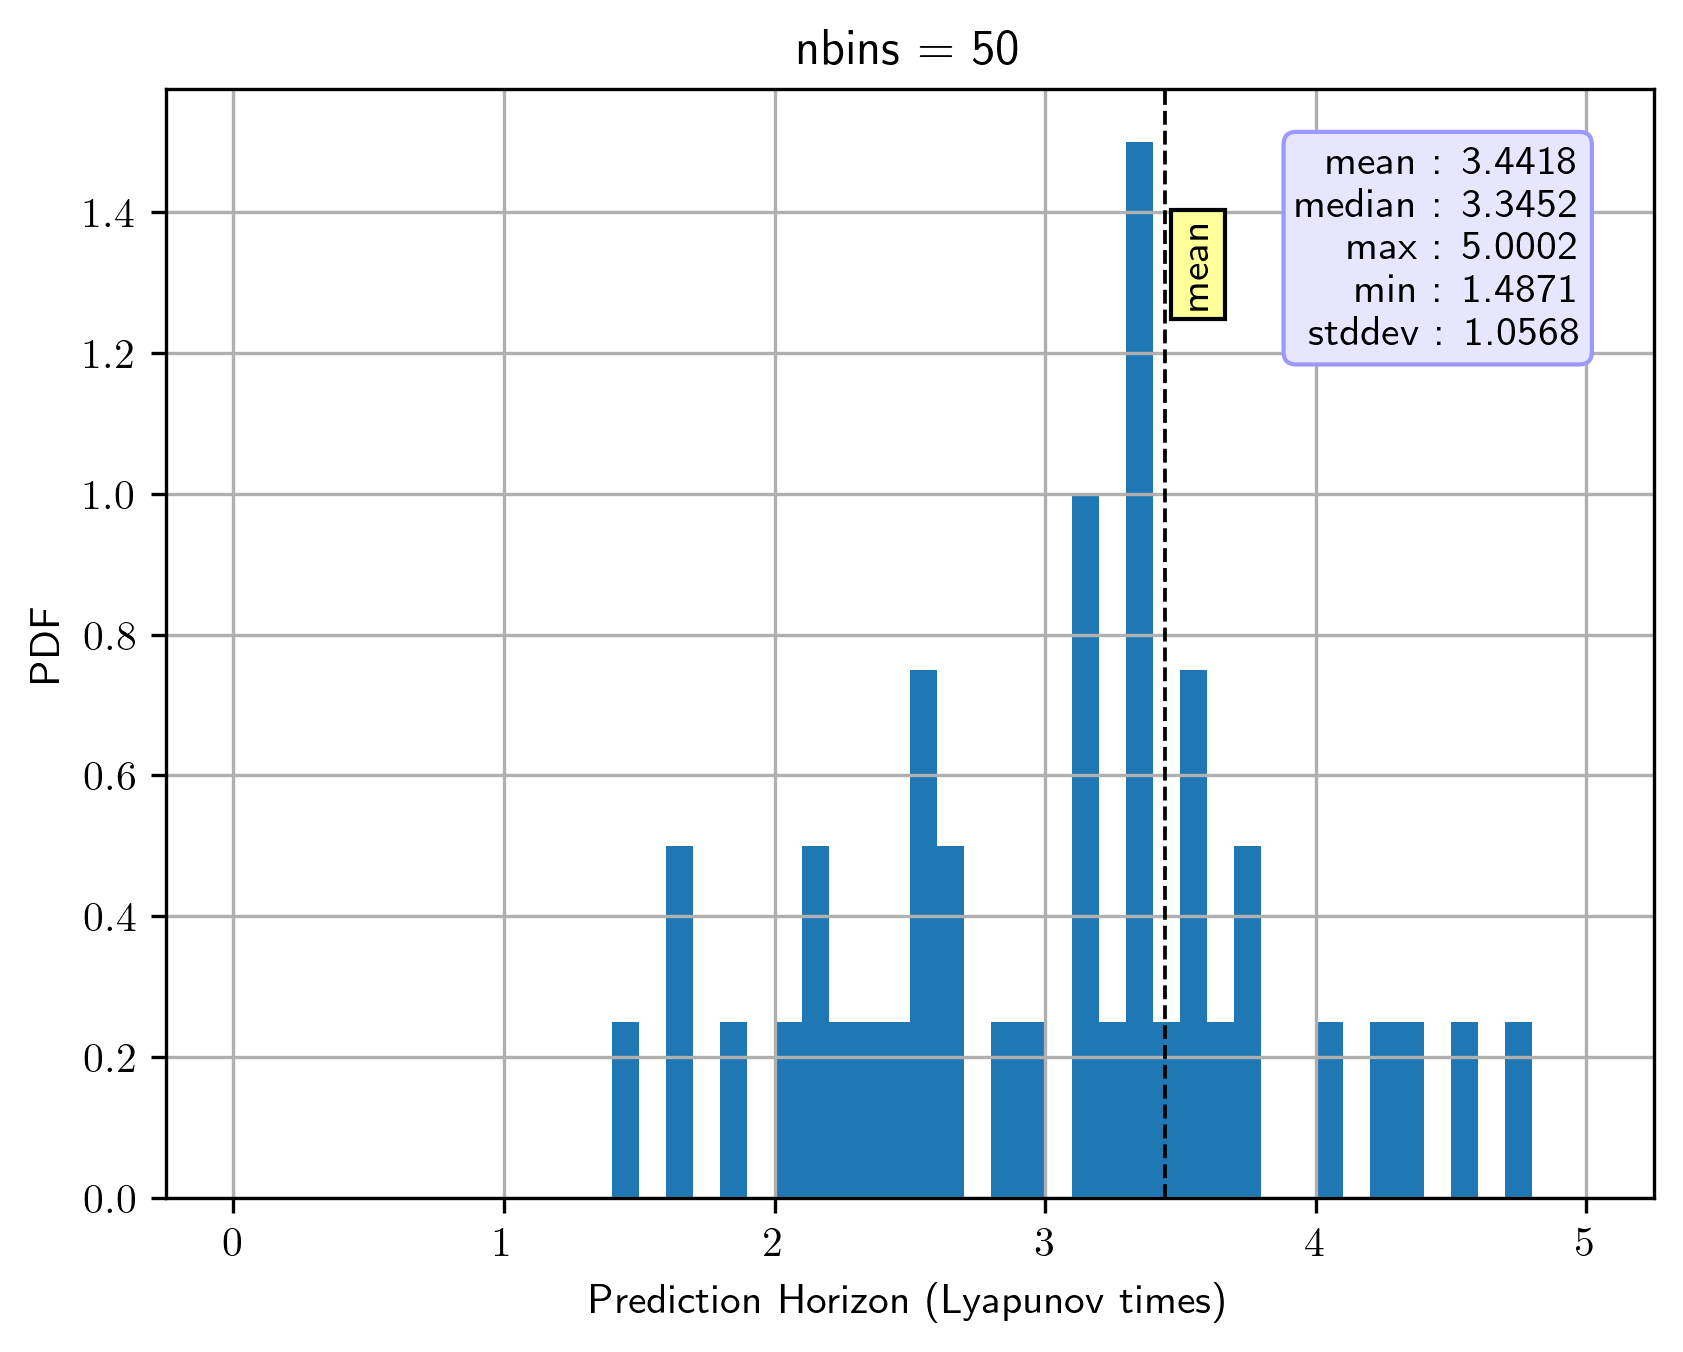 nbins = 50
mean : 3.4418
median : 3.3452
max : 5.0002
min : 1.4871
stddev : 1.0568
mean
PDF
1.4
1.2
1.0
0.8
0.6
0.4
0.2
0.0
0 1 2 3 4 5
Prediction Horizon (Lyapunov times)